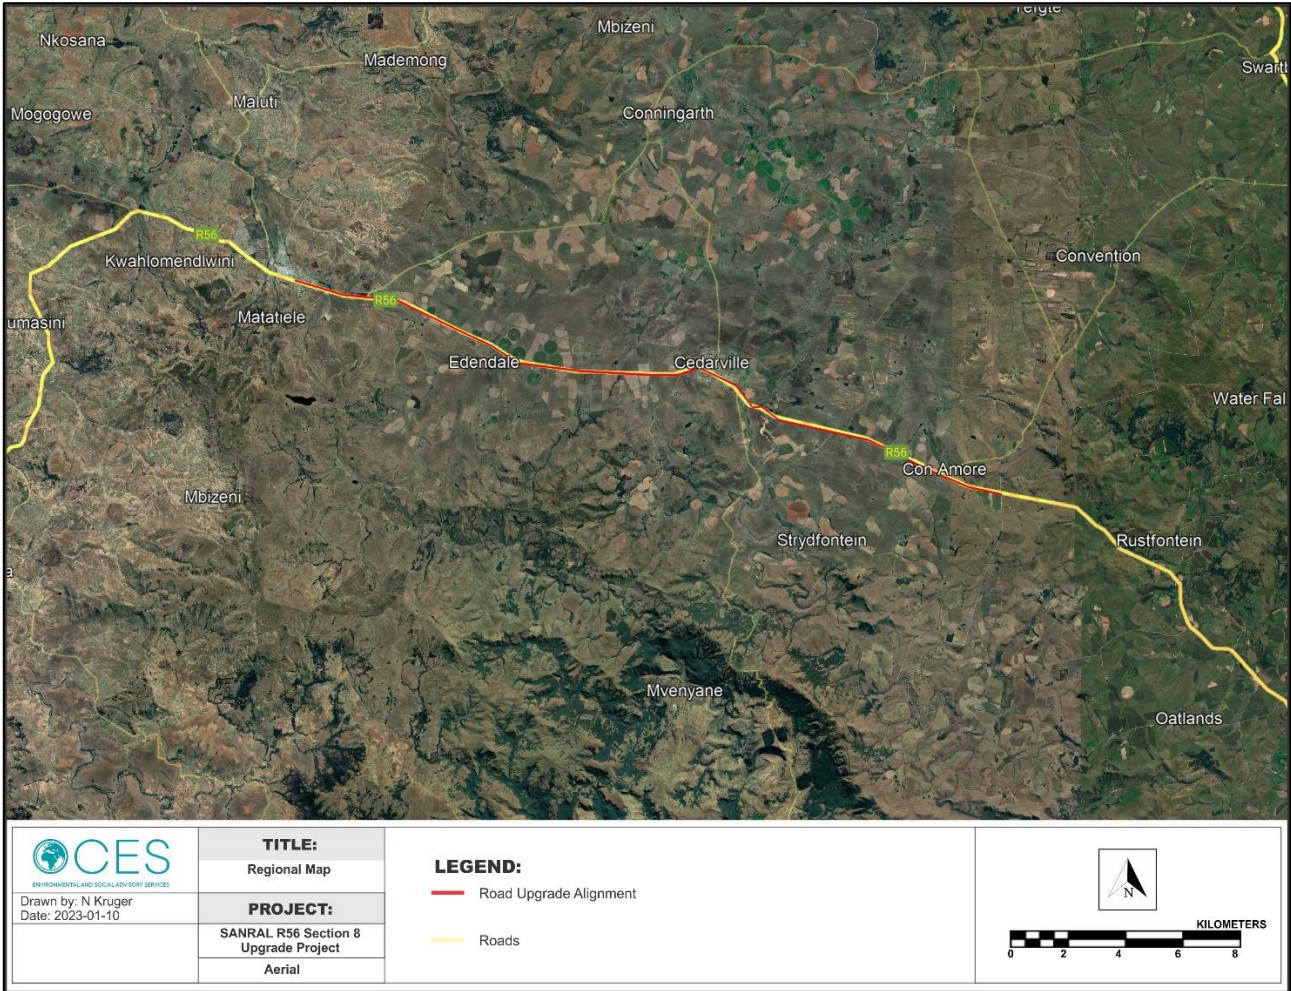 Mbizeni
Nkosana
Mademong
Swart
Maluti
Mogogowe
Conningarth
R56
Convention
Kwahlomendlwini
R56
Matatiele
umasini
Edendale
Cedarville
Water Fal
R56
Con Amore
Mbizeni
Strydfontein
Rustfontein
a
Mvenyane
Oatlands
CES
ENVIRONMENTAL AND SOCIAL ADVISORY SERVICES
Drawn by: N Kruger
Date: 2023-01-10
TITLE:
Regional Map
PROJECT:
SANRAL R56 Section 8
Upgrade Project
Aerial
LEGEND:
Road Upgrade Alignment
Roads
N
KILOMETERS
0 2 4 6 8